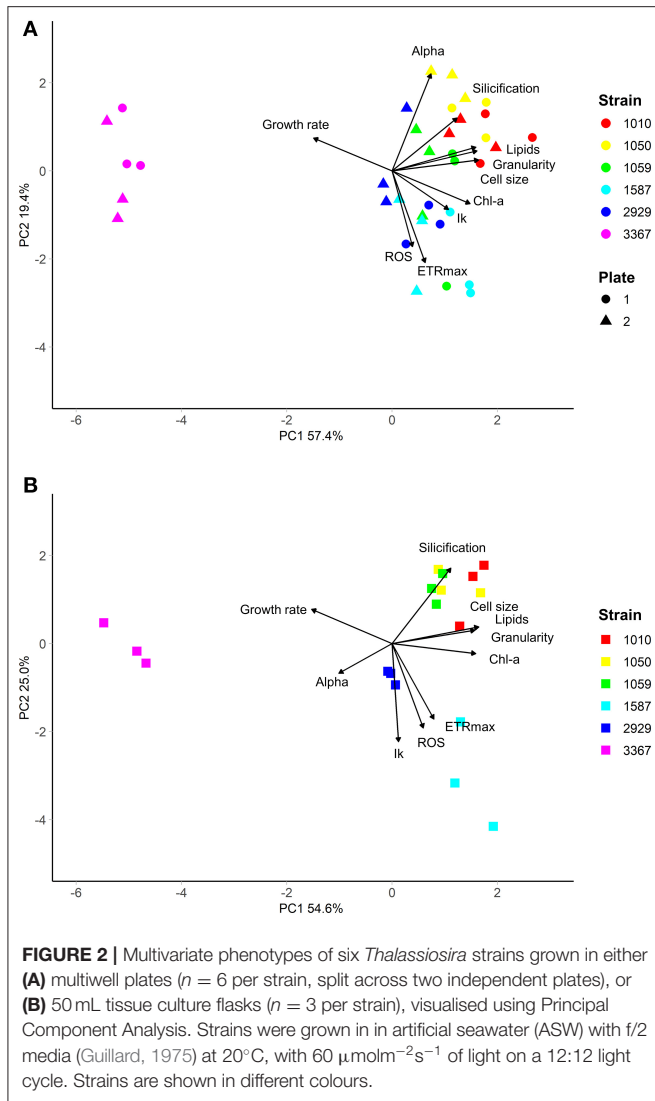 A
2
0
-2
-4
PC2 19.4%
-6
-4
-2
0
2
PC1 57.4%
Alpha
Silicification
Growth rate
Lipids
Granularity
Cell size
Chl-a
Ik
ROS
ETRmax
Strain
1010
1050
1059
1587
2929
3367
Plate
1
2
B
2
0
-2
-4
PC2 25.0%
-6
-4
-2
0
2
PC1 54.6%
Silicification
Growth rate
Cell size
Lipids
Granularity
Chl-a
Alpha
ETRmax
ROS
Ik
Strain
1010
1050
1059
1587
2929
3367
FIGURE 2 | Multivariate phenotypes of six Thalassiosira strains grown in either
(A) multiwell plates (n = 6 per strain, split across two independent plates), or
(B) 50 mL tissue culture flasks (n = 3 per strain), visualised using Principal
Component Analysis. Strains were grown in in artificial seawater (ASW) with f/2
media (Guillard, 1975) at 20°C, with 60 μmolm⁻²s⁻¹ of light on a 12:12 light
cycle. Strains are shown in different colours.